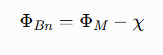 Φ_{Bn} = Φ_M − χ